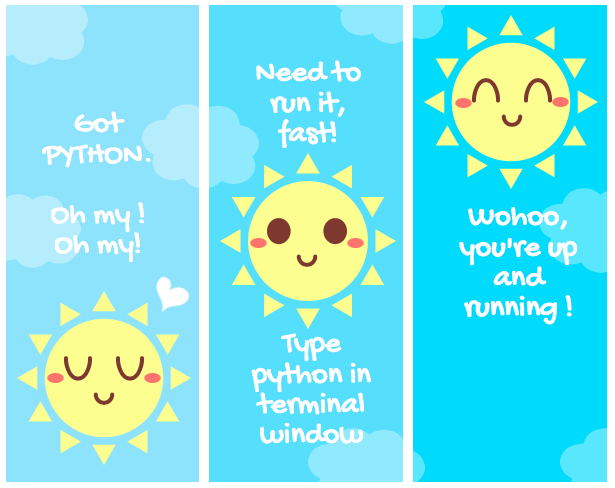 Got
PYTHON.
Oh my !
Oh my!
Need to
run it,
fast!
Type
python in
terminal
window
Wohoo,
you're up
and
running !